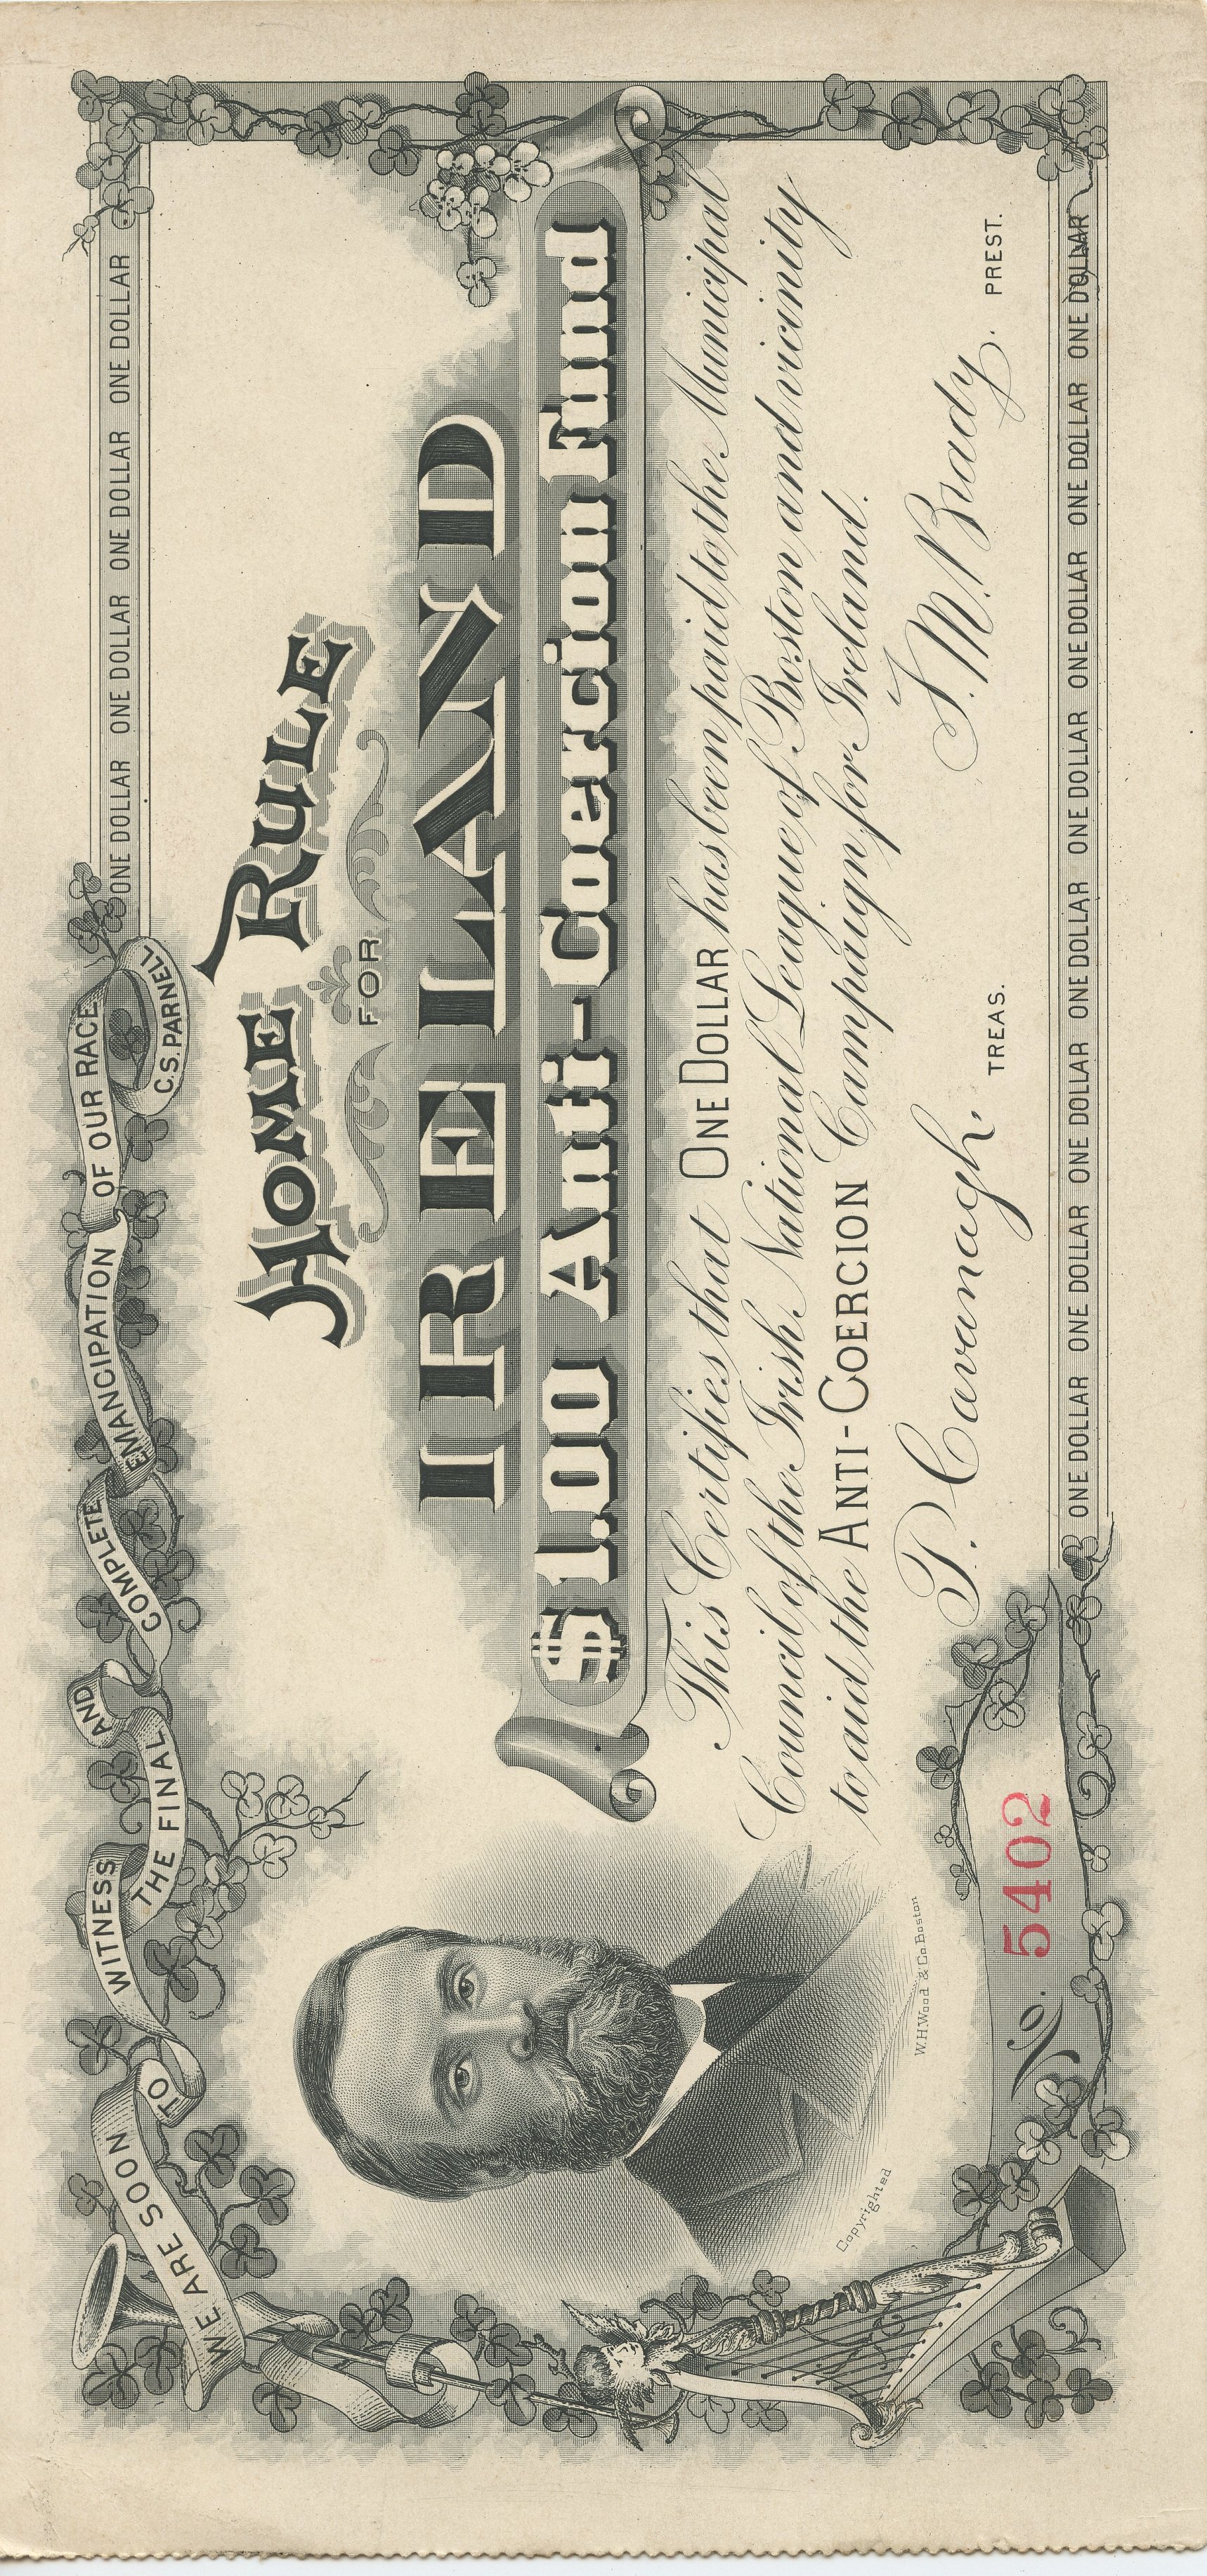 WE ARE SOON TO WITNESS THE FINAL AND COMPLETE EMANCIPATION OF OUR RACE
C.S. PARNELL
ONE DOLLAR ONE DOLLAR ONE DOLLAR ONE DOLLAR
HOME RULE
FOR
IRELAND
$1.00 Anti-Coercion Fund
This Certifies that ONE DOLLAR has been paid to the Municipal
Council of the Irish National League of Boston and vicinity
to aid the ANTI-COERCION Campaign for Ireland.
Copyrighted
W.H.Wood & Co. Boston
P. Cavanagh. TREAS.
F. M. Brady. PREST.
No. 5402
ONE DOLLAR ONE DOLLAR ONE DOLLAR ONE DOLLAR ONE DOLLAR ONE DOLLAR ONE DOLLAR ONE DOLLAR